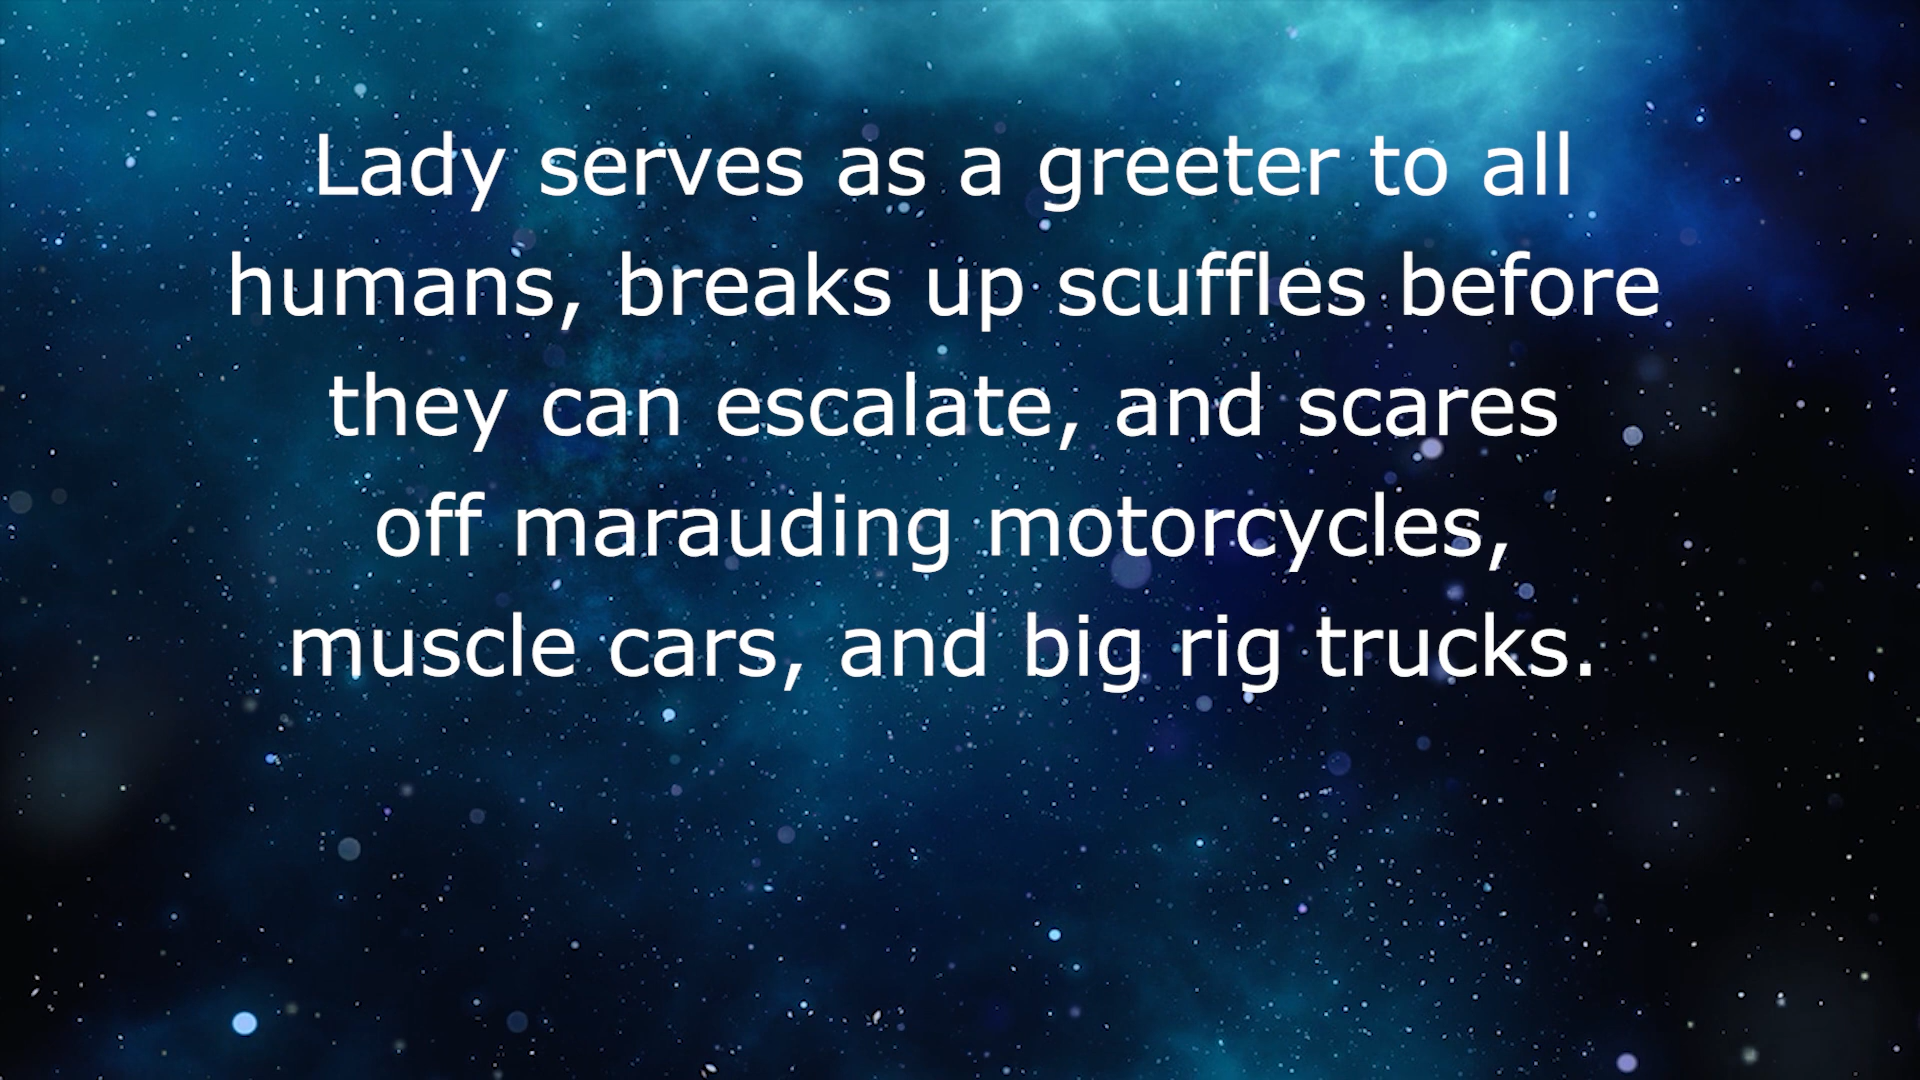 Lady serves as a greeter to all
humans, breaks up scuffles before
they can escalate, and scares
off marauding motorcycles,
muscle cars, and big rig trucks.